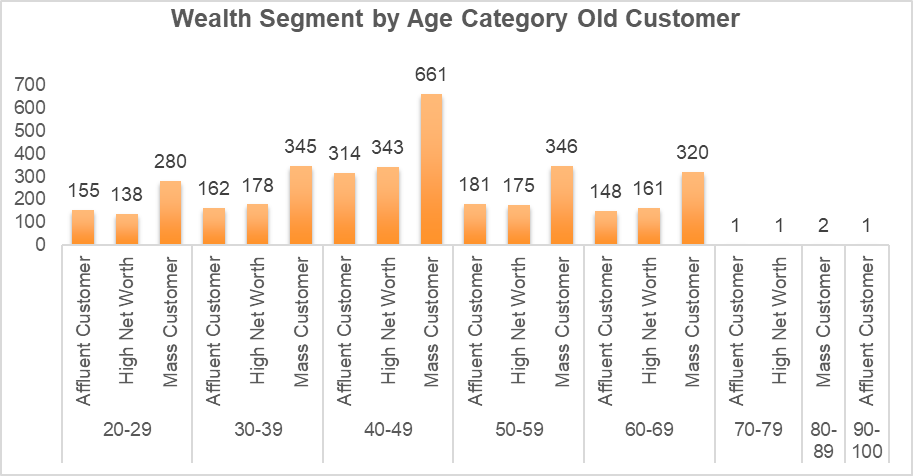 Wealth Segment by Age Category Old Customer
700
600
500
400
300
200
100
0
155
138
280
162
178
345
314
343
661
181
175
346
148
161
320
1
1
2
1
Affluent Customer
High Net Worth
Mass Customer
Affluent Customer
High Net Worth
Mass Customer
Affluent Customer
High Net Worth
Mass Customer
Affluent Customer
High Net Worth
Mass Customer
Affluent Customer
High Net Worth
Mass Customer
Affluent Customer
High Net Worth
Mass Customer
Affluent Customer
20-29
30-39
40-49
50-59
60-69
70-79
80-
89
90-
100